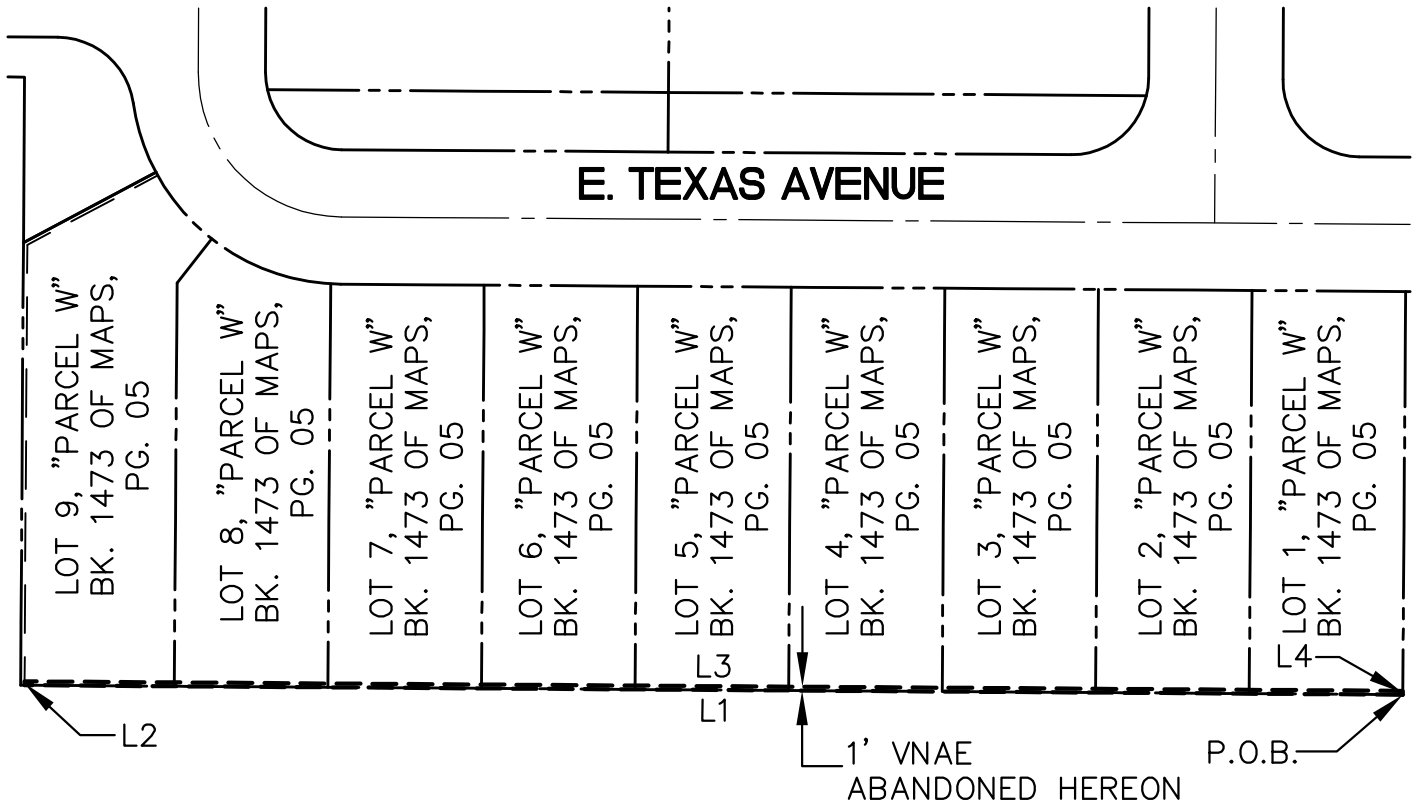 E. TEXAS AVENUE
LOT 9, "PARCEL W"
BK. 1473 OF MAPS,
PG. 05
LOT 8, "PARCEL W"
BK. 1473 OF MAPS,
PG. 05
LOT 7, "PARCEL W"
BK. 1473 OF MAPS,
PG. 05
LOT 6, "PARCEL W"
BK. 1473 OF MAPS,
PG. 05
LOT 5, "PARCEL W"
BK. 1473 OF MAPS,
PG. 05
LOT 4, "PARCEL W"
BK. 1473 OF MAPS,
PG. 05
LOT 3, "PARCEL W"
BK. 1473 OF MAPS,
PG. 05
LOT 2, "PARCEL W"
BK. 1473 OF MAPS,
PG. 05
LOT 1, "PARCEL W"
BK. 1473 OF MAPS,
PG. 05
L3
L4
L1
L2
1' VNAE
ABANDONED HEREON
P.O.B.